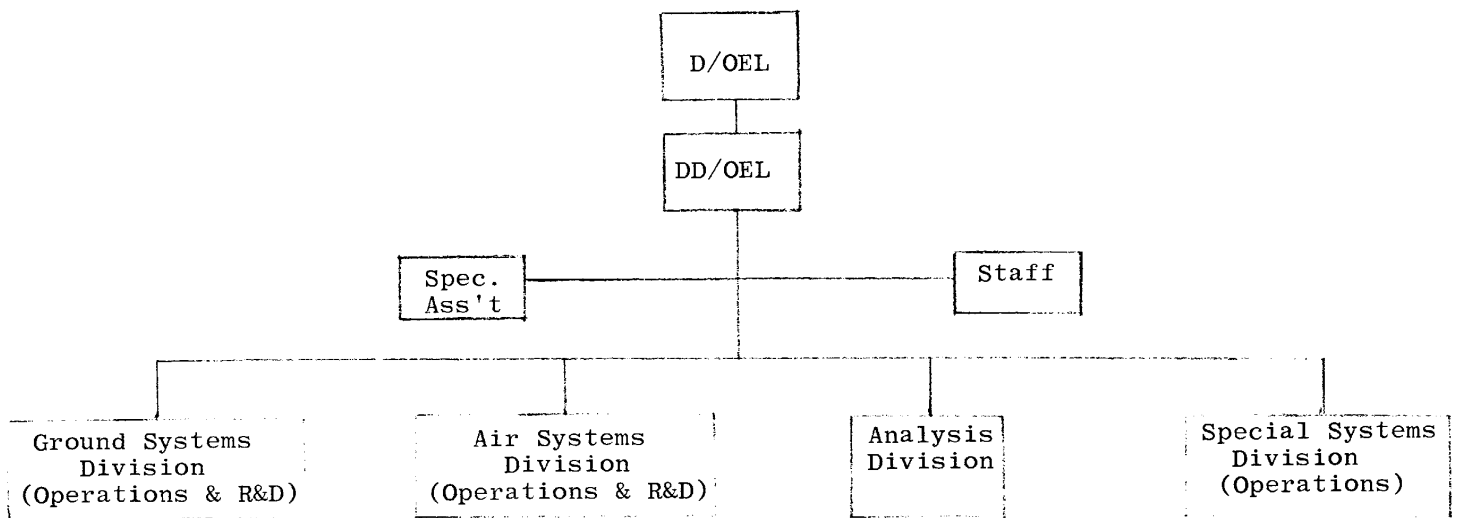 D/OEL
DD/OEL
Spec.
Ass't
Staff
Ground Systems
Division
(Operations & R&D)
Air Systems
Division
(Operations & R&D)
Analysis
Division
Special Systems
Division
(Operations)